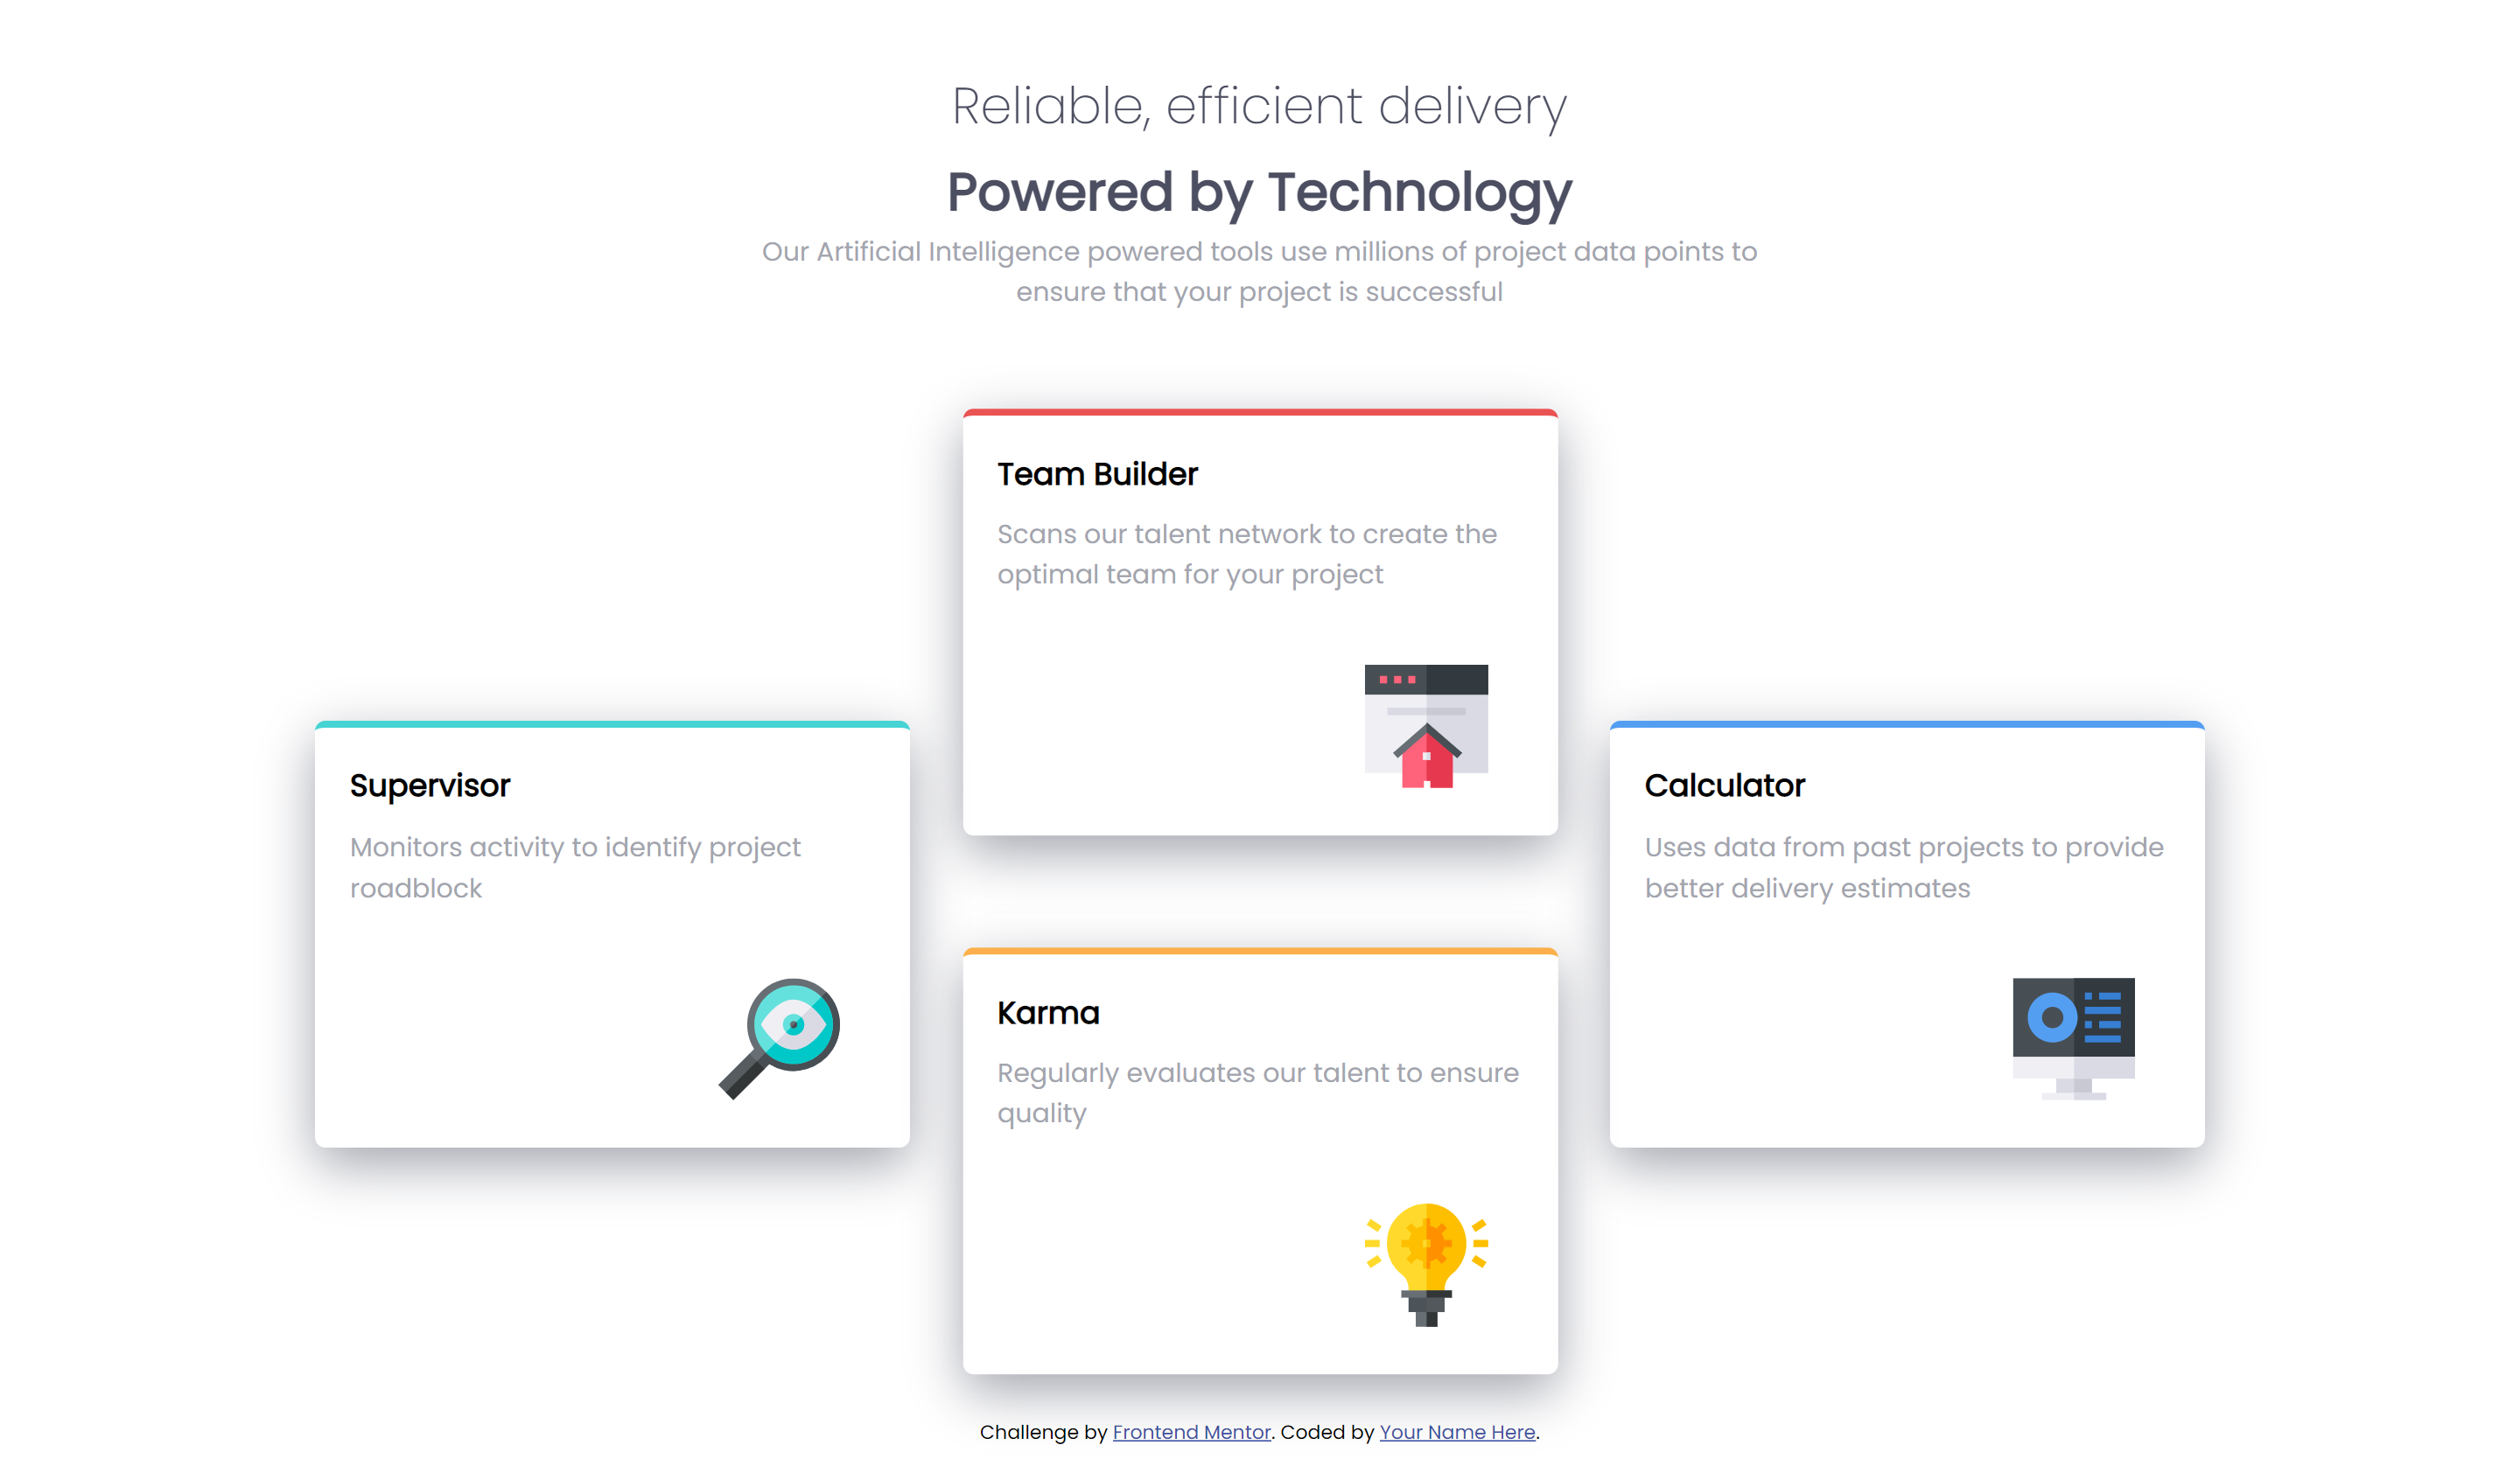 Reliable, efficient delivery
Powered by Technology
Our Artificial Intelligence powered tools use millions of project data points to
ensure that your project is successful
Team Builder
Scans our talent network to create the
optimal team for your project
Supervisor
Monitors activity to identify project
roadblock
Calculator
Uses data from past projects to provide
better delivery estimates
Karma
Regularly evaluates our talent to ensure
quality
Challenge by Frontend Mentor. Coded by Your Name Here.